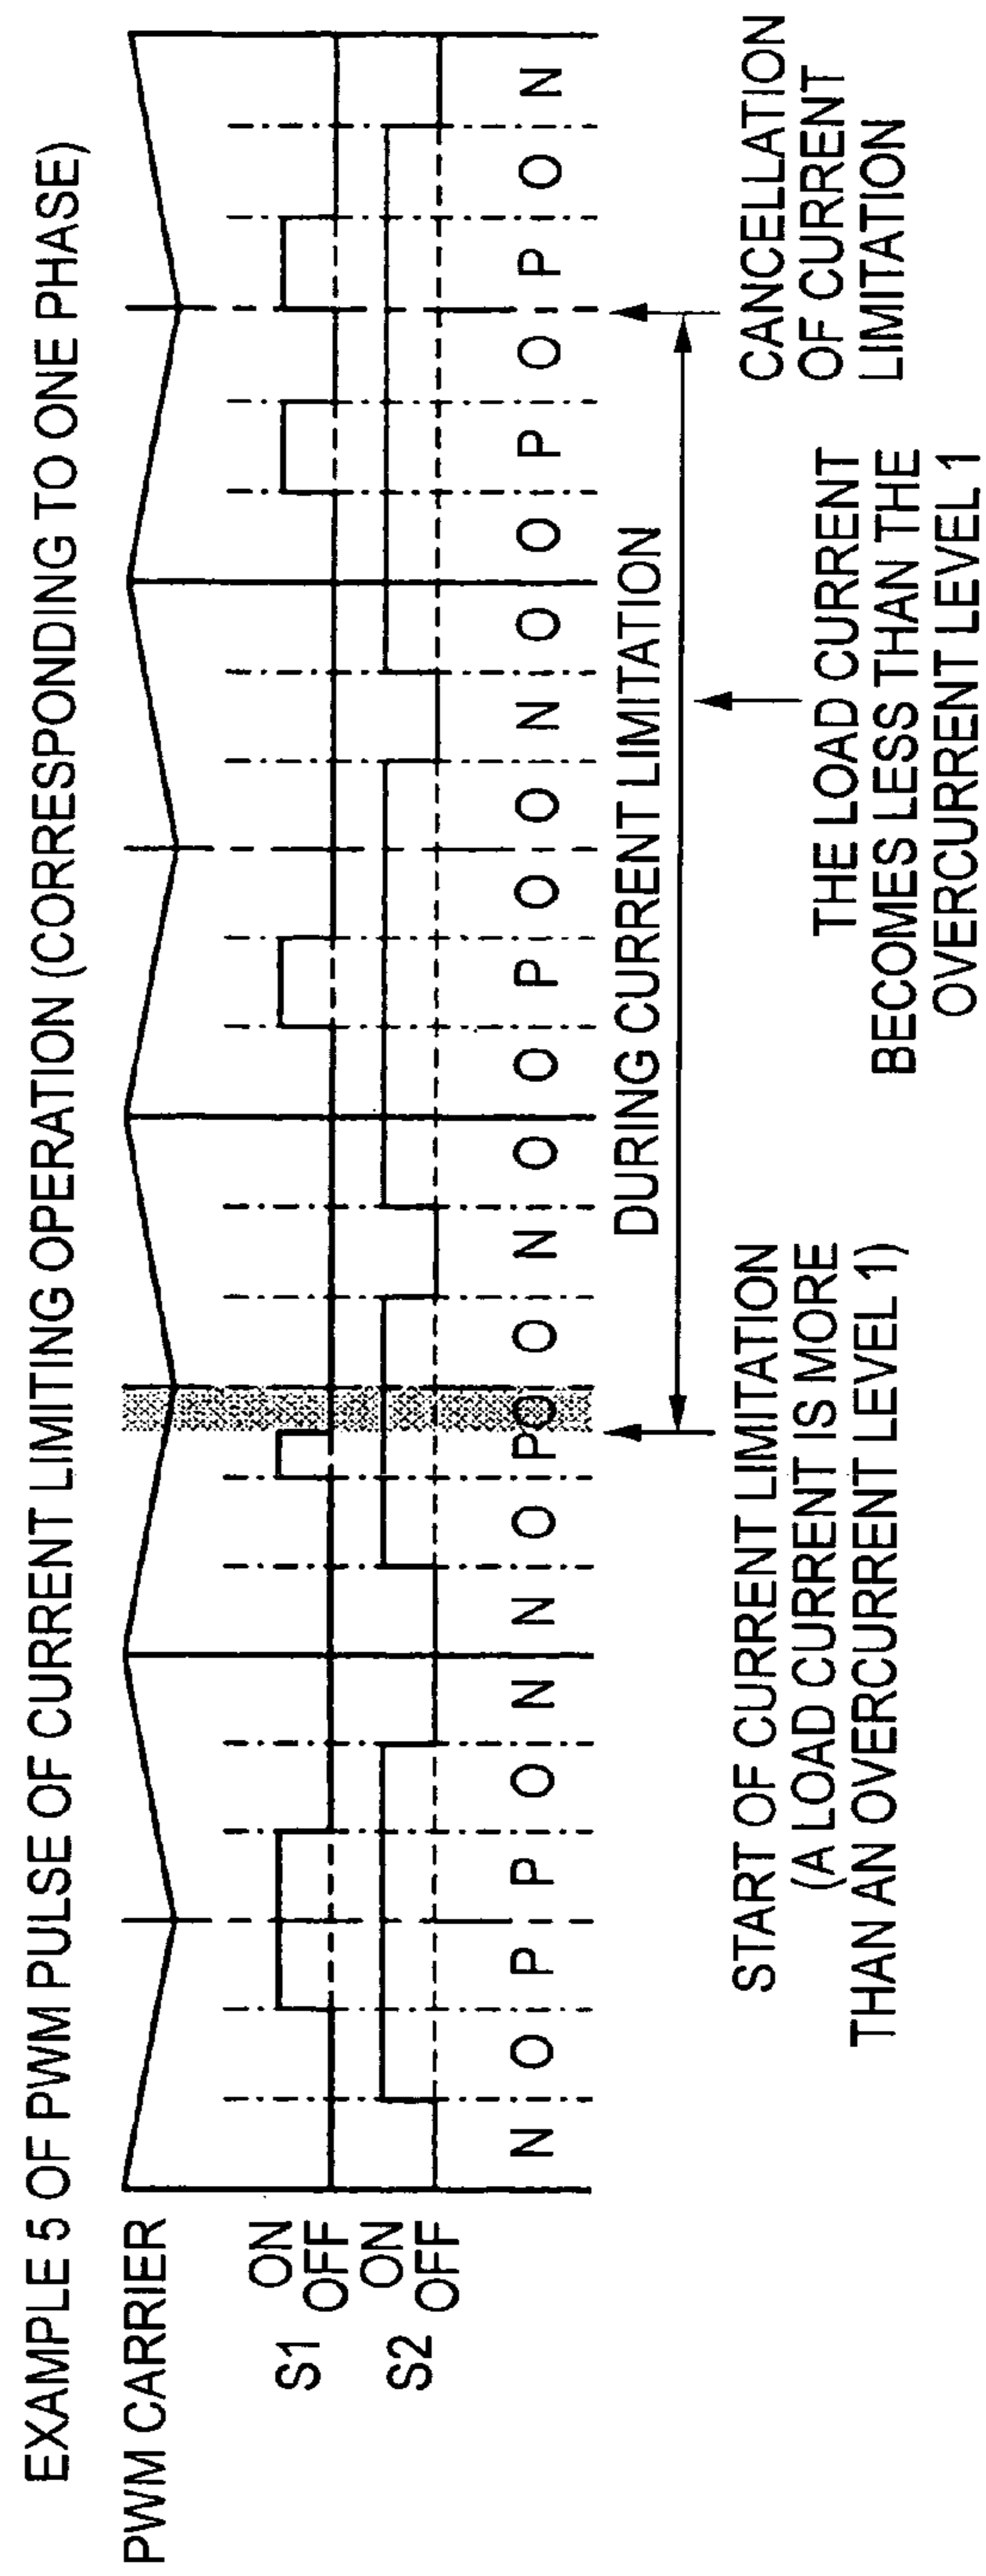 EXAMPLE 5 OF PWM PULSE OF CURRENT LIMITING OPERATION (CORRESPONDING TO ONE PHASE)
PWM CARRIER
S1 ON
OFF
S2 ON
OFF
N O P P O N N O P O O N O O P O O N O O P O P O N
DURING CURRENT LIMITATION
START OF CURRENT LIMITATION
(A LOAD CURRENT IS MORE
THAN AN OVERCURRENT LEVEL 1)
THE LOAD CURRENT
BECOMES LESS THAN THE
OVERCURRENT LEVEL 1
CANCELLATION
OF CURRENT
LIMITATION